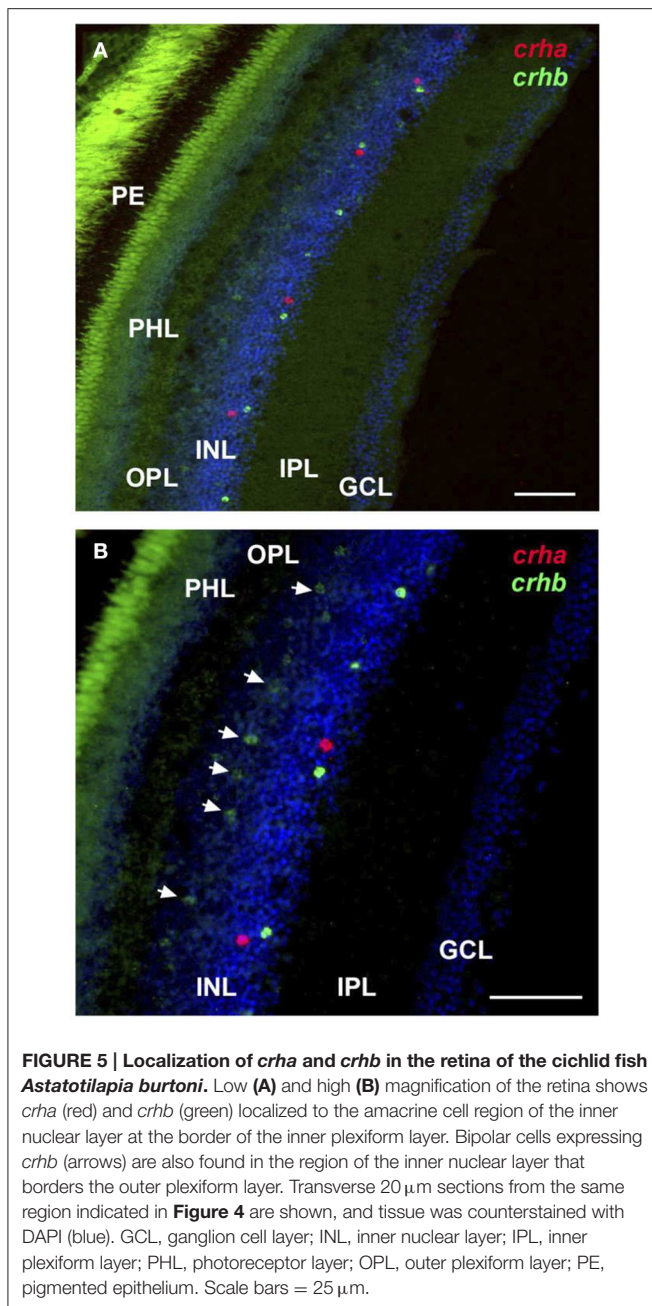 A
crha
crhb
PE
PHL
OPL
INL
IPL
GCL
B
OPL
crha
crhb
PHL
GCL
INL
IPL
FIGURE 5 | Localization of crha and crhb in the retina of the cichlid fish
Astatotilapia burtoni. Low (A) and high (B) magnification of the retina shows
crha (red) and crhb (green) localized to the amacrine cell region of the inner
nuclear layer at the border of the inner plexiform layer. Bipolar cells expressing
crhb (arrows) are also found in the region of the inner nuclear layer that
borders the outer plexiform layer. Transverse 20 μm sections from the same
region indicated in Figure 4 are shown, and tissue was counterstained with
DAPI (blue). GCL, ganglion cell layer; INL, inner nuclear layer; IPL, inner
plexiform layer; PHL, photoreceptor layer; OPL, outer plexiform layer; PE,
pigmented epithelium. Scale bars = 25 μm.